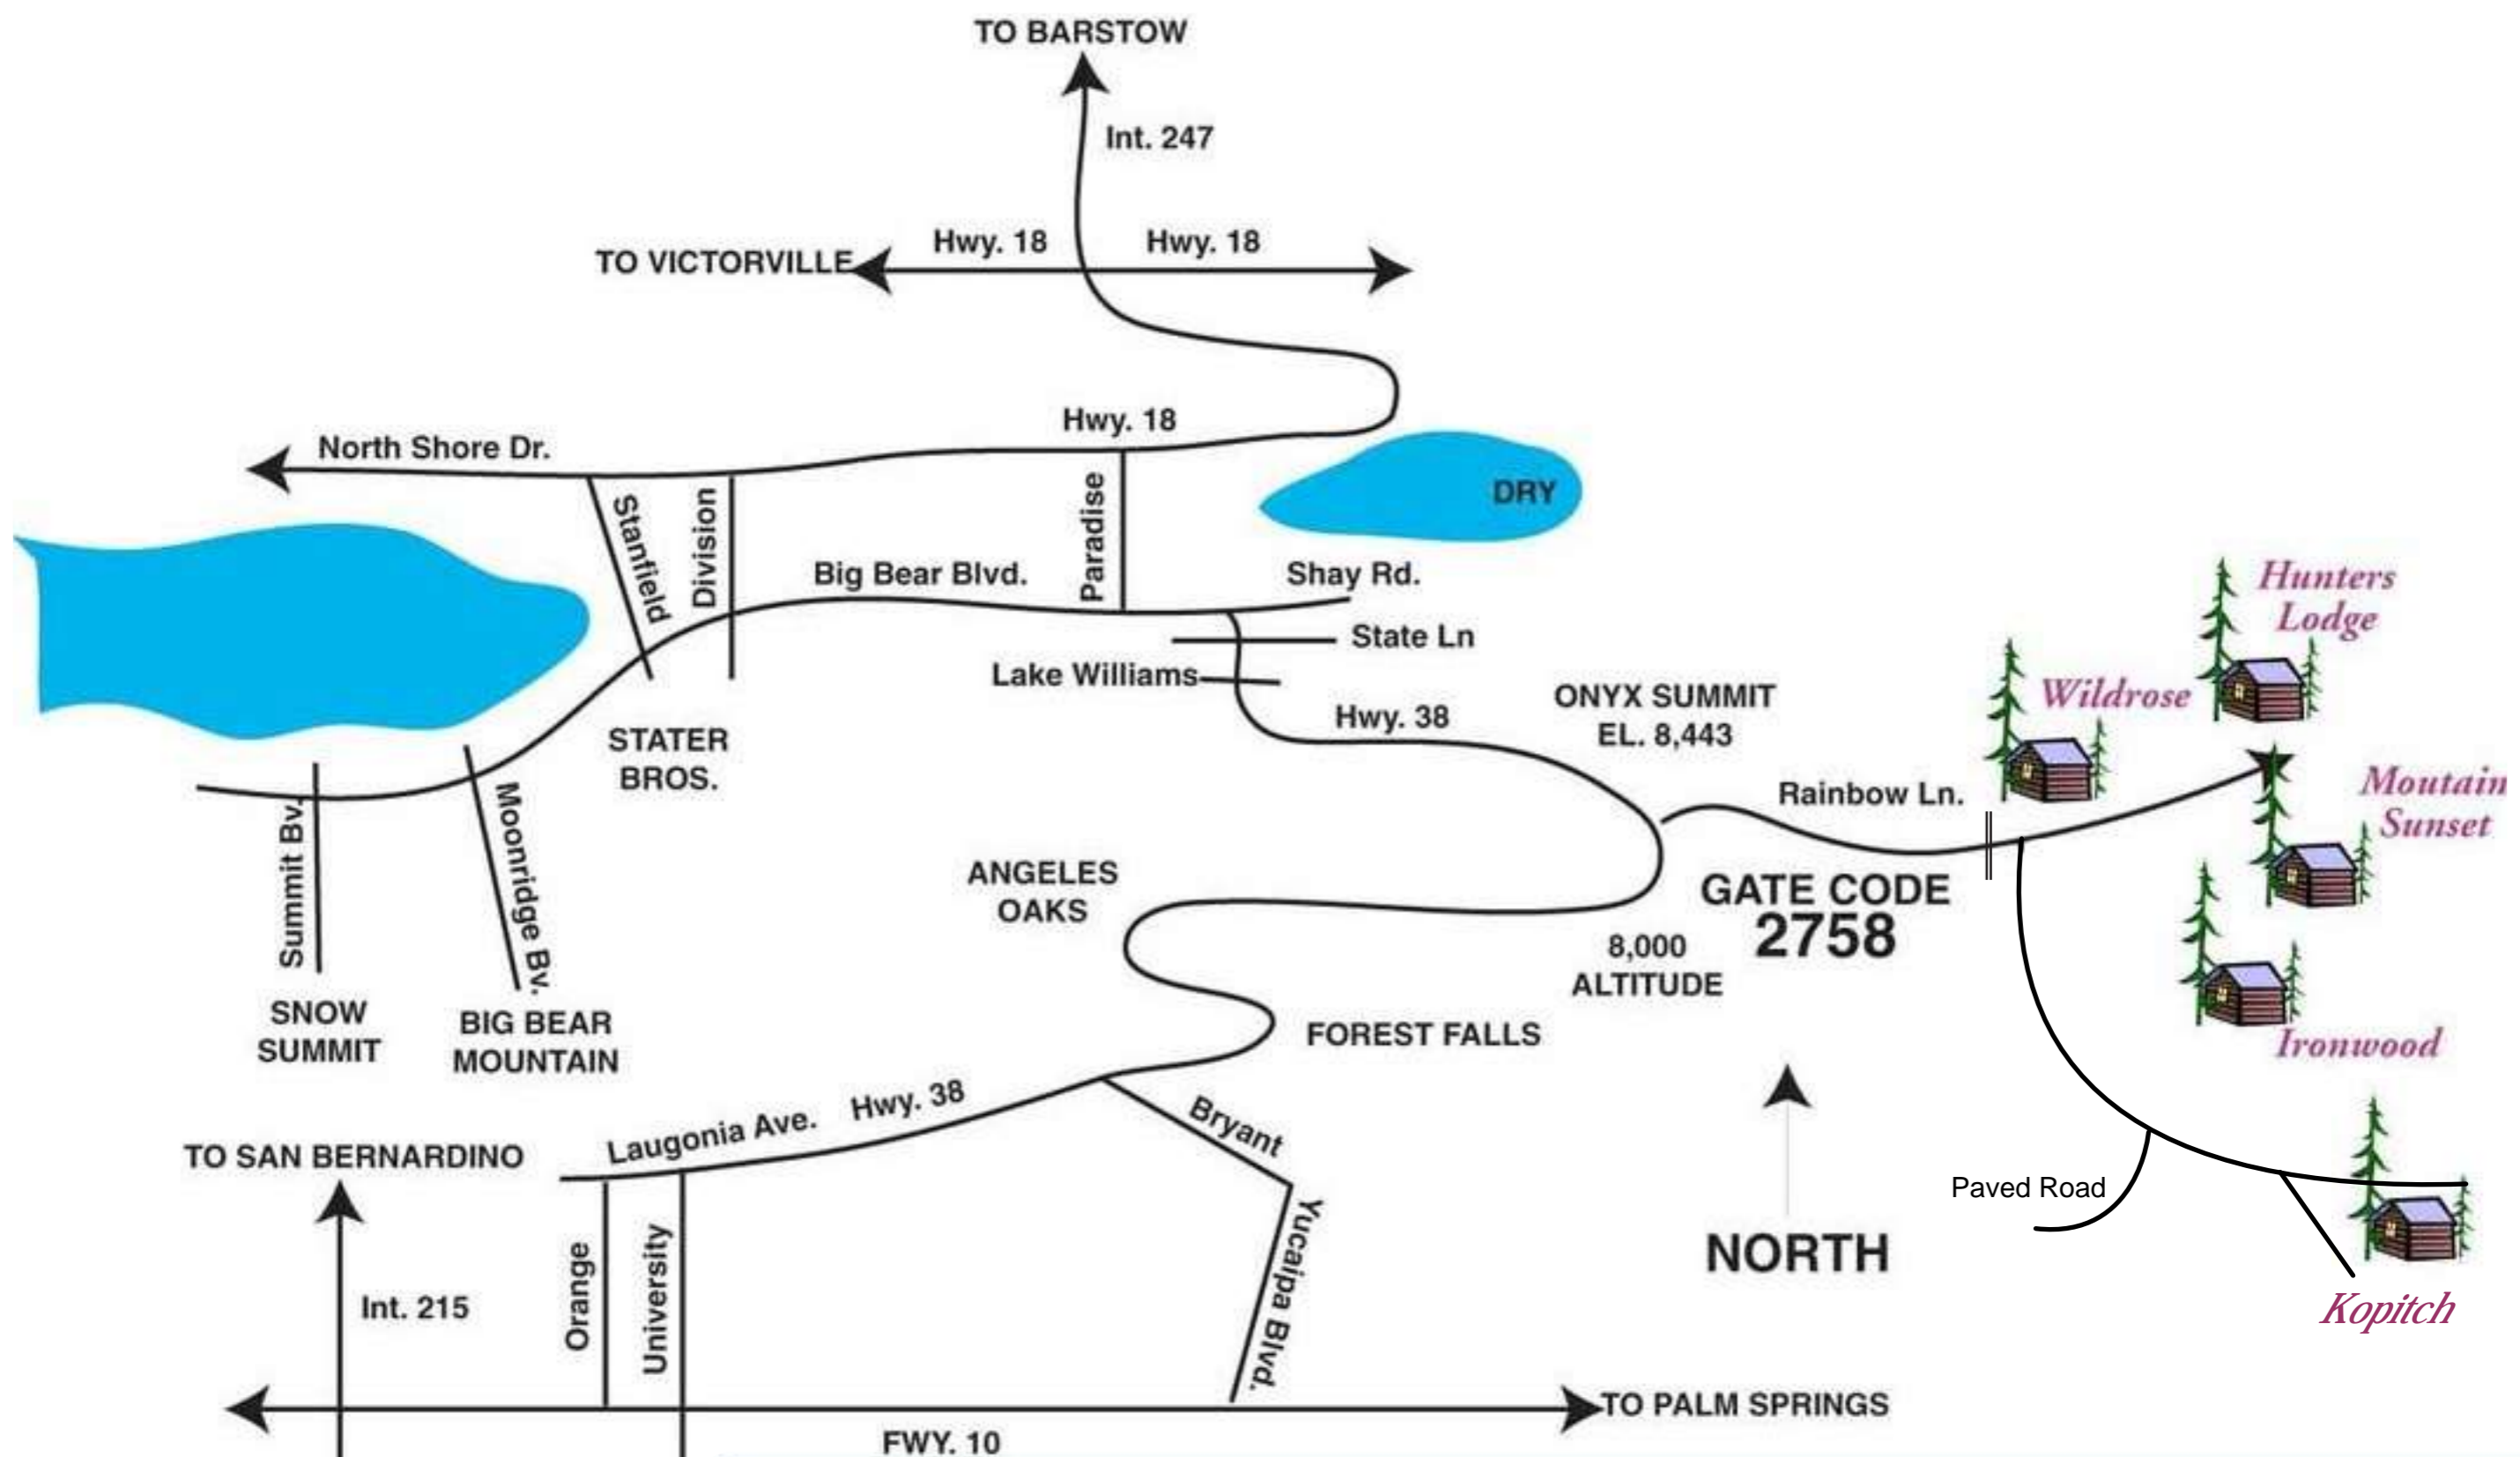 TO BARSTOW
Int. 247
Hwy. 18
Hwy. 18
TO VICTORVILLE
Hwy. 18
North Shore Dr.
Stanfield
Division
Paradise
DRY
Big Bear Blvd.
Shay Rd.
State Ln
Lake Williams
Hwy. 38
ONYX SUMMIT
EL. 8,443
Hunters
Lodge
Wildrose
STATER
BROS.
Rainbow Ln.
Moutain
Sunset
Summit Bv.
Moonridge Bv.
ANGELES
OAKS
GATE CODE
2758
8,000
ALTITUDE
SNOW
SUMMIT
BIG BEAR
MOUNTAIN
FOREST FALLS
Ironwood
Laugonia Ave.
Hwy. 38
Bryant
TO SAN BERNARDINO
Paved Road
NORTH
Int. 215
Orange
University
Yucaipa Blvd.
Kopitch
TO PALM SPRINGS
FWY. 10